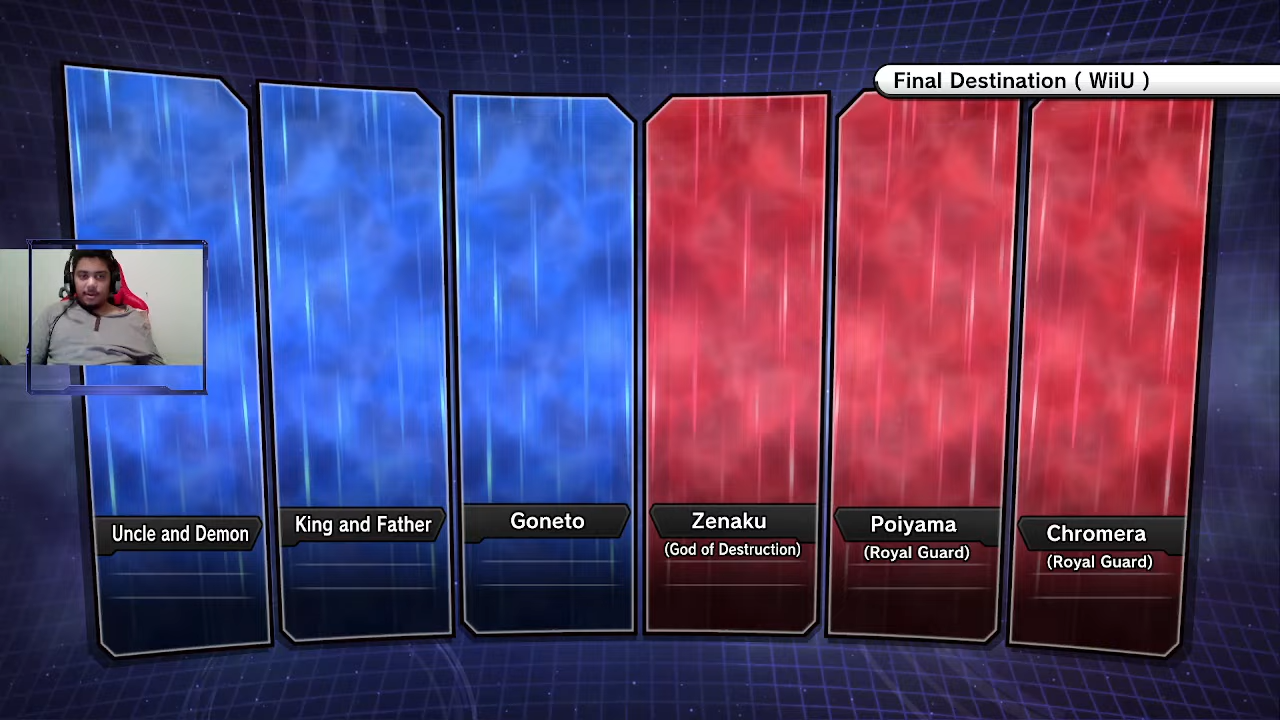 Final Destination ( WiiU )
Uncle and Demon
King and Father
Goneto
Zenaku
(God of Destruction)
Poiyama
(Royal Guard)
Chromera
(Royal Guard)